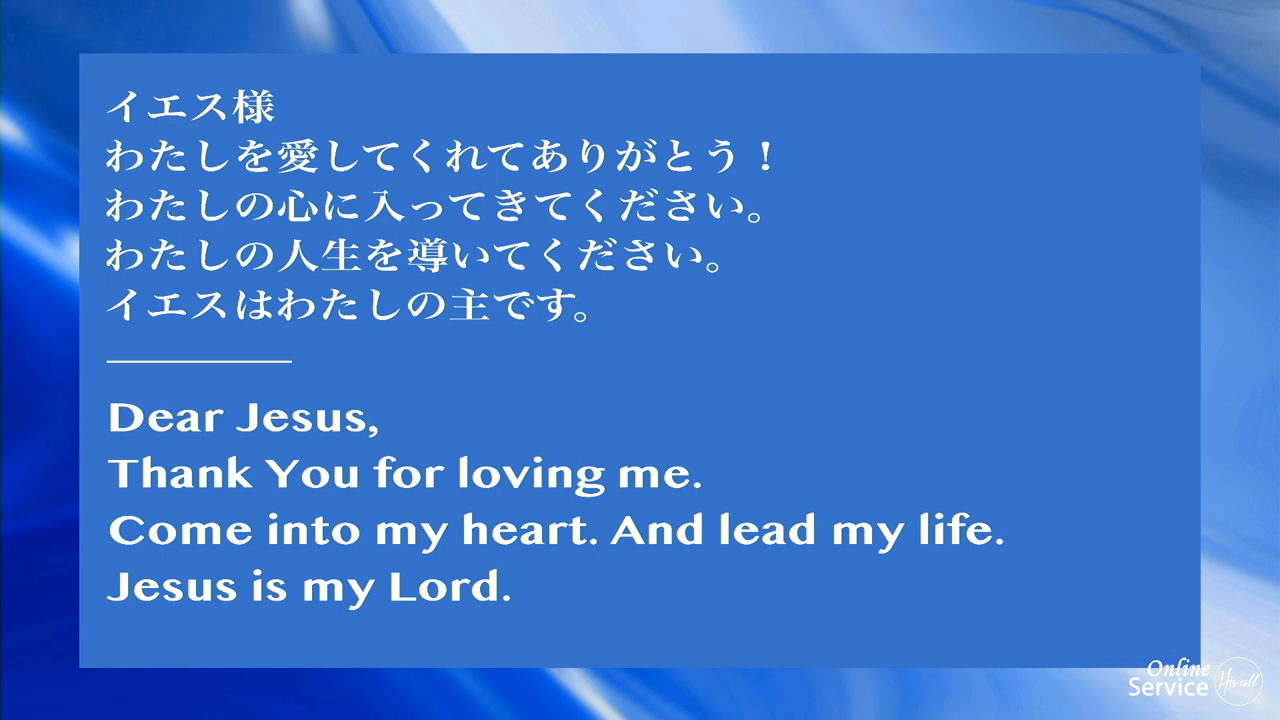 イエス様
わたしを愛してくれてありがとう！
わたしの心に入ってきてください。
わたしの人生を導いてください。
イエスはわたしの主です。
Dear Jesus,
Thank You for loving me.
Come into my heart. And lead my life.
Jesus is my Lord.
Online
Service
His call